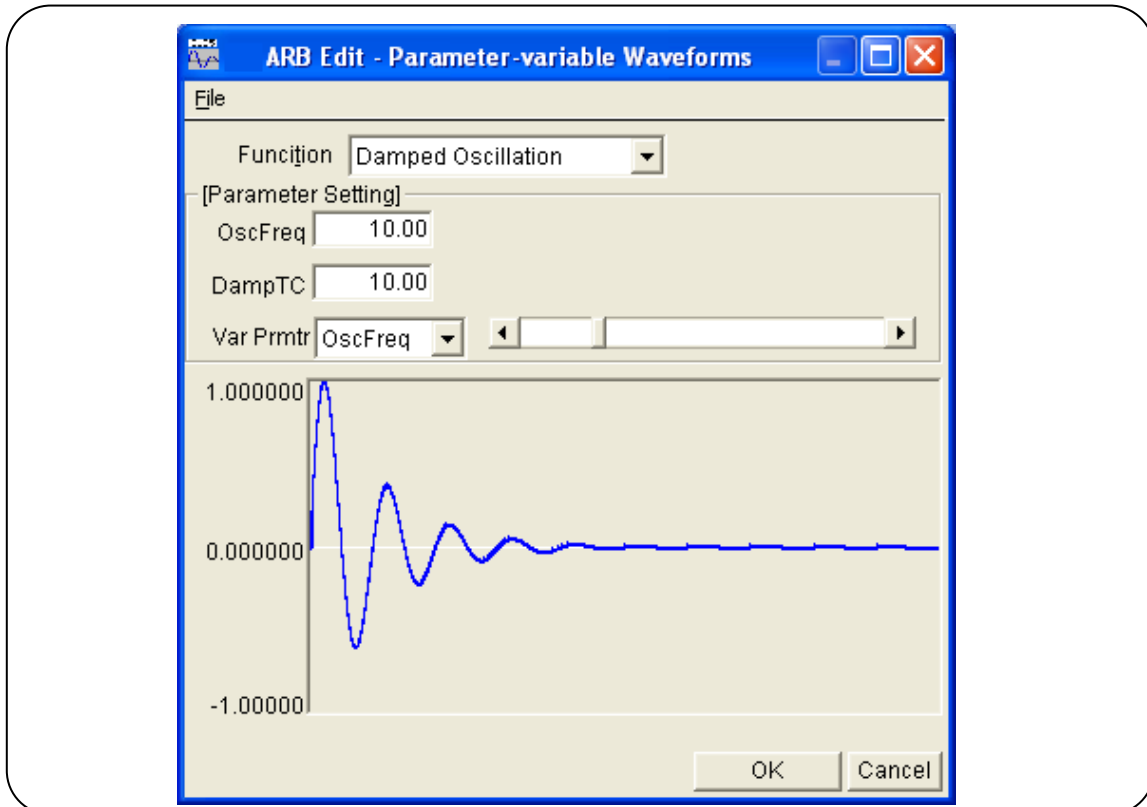 ARB Edit - Parameter-variable Waveforms
File
Funcition Damped Oscillation
[Parameter Setting]
OscFreq 10.00
DampTC 10.00
Var Prmtr OscFreq
1.000000
0.000000
-1.00000
OK Cancel